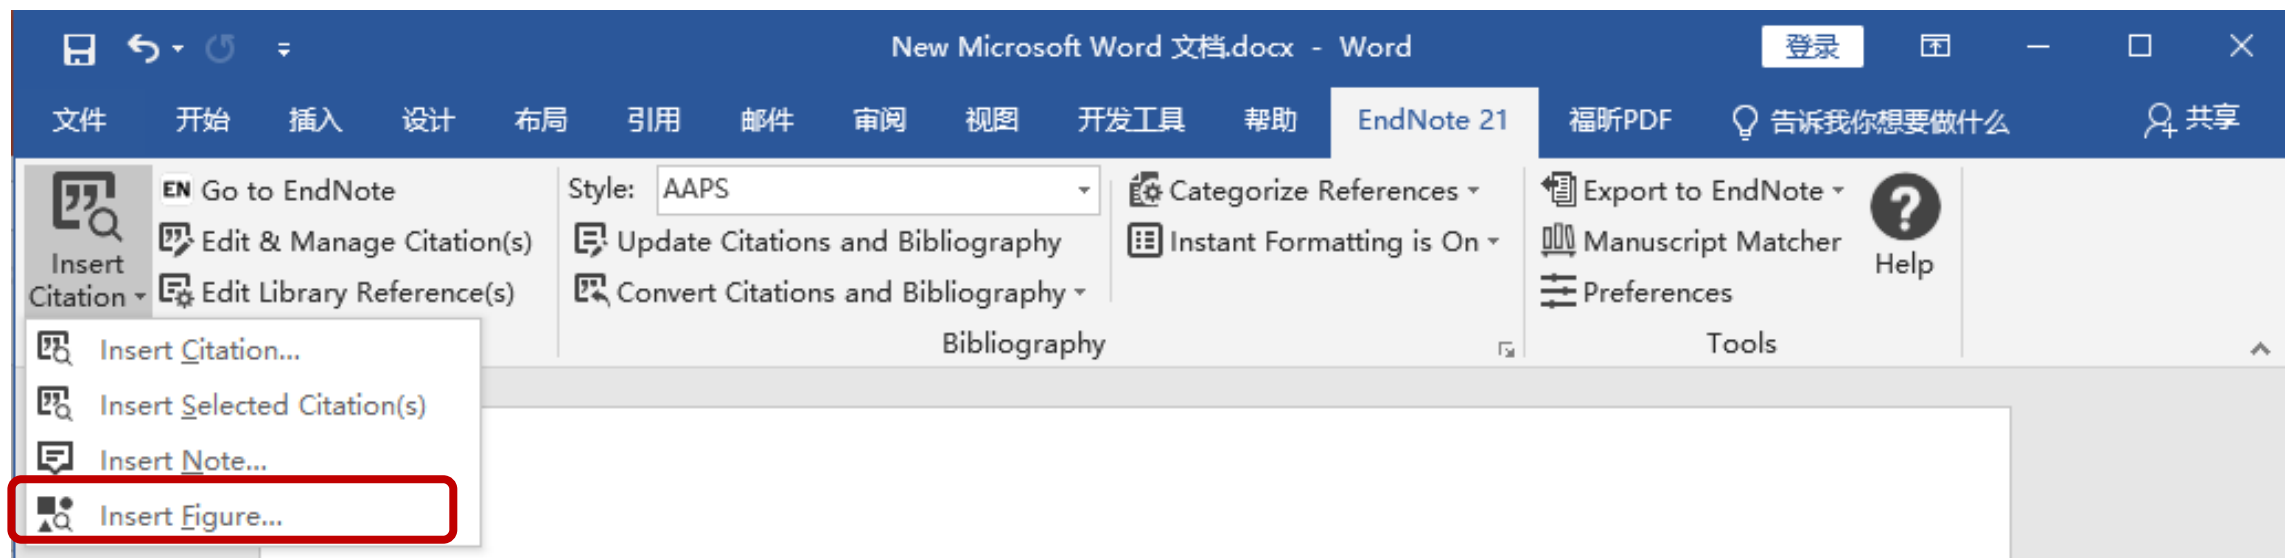 New Microsoft Word 文档.docx - Word
登录
文件 开始 插入 设计 布局 引用 邮件 审阅 视图 开发工具 帮助 EndNote 21 福昕PDF 告诉我你想要做什么 共享
Insert
Citation
EN Go to EndNote
Edit & Manage Citation(s)
Edit Library Reference(s)
Style: AAPS
Update Citations and Bibliography
Convert Citations and Bibliography
Categorize References
Instant Formatting is On
Bibliography
Export to EndNote
Manuscript Matcher
Preferences
Help
Tools
Insert Citation...
Insert Selected Citation(s)
Insert Note...
Insert Figure...